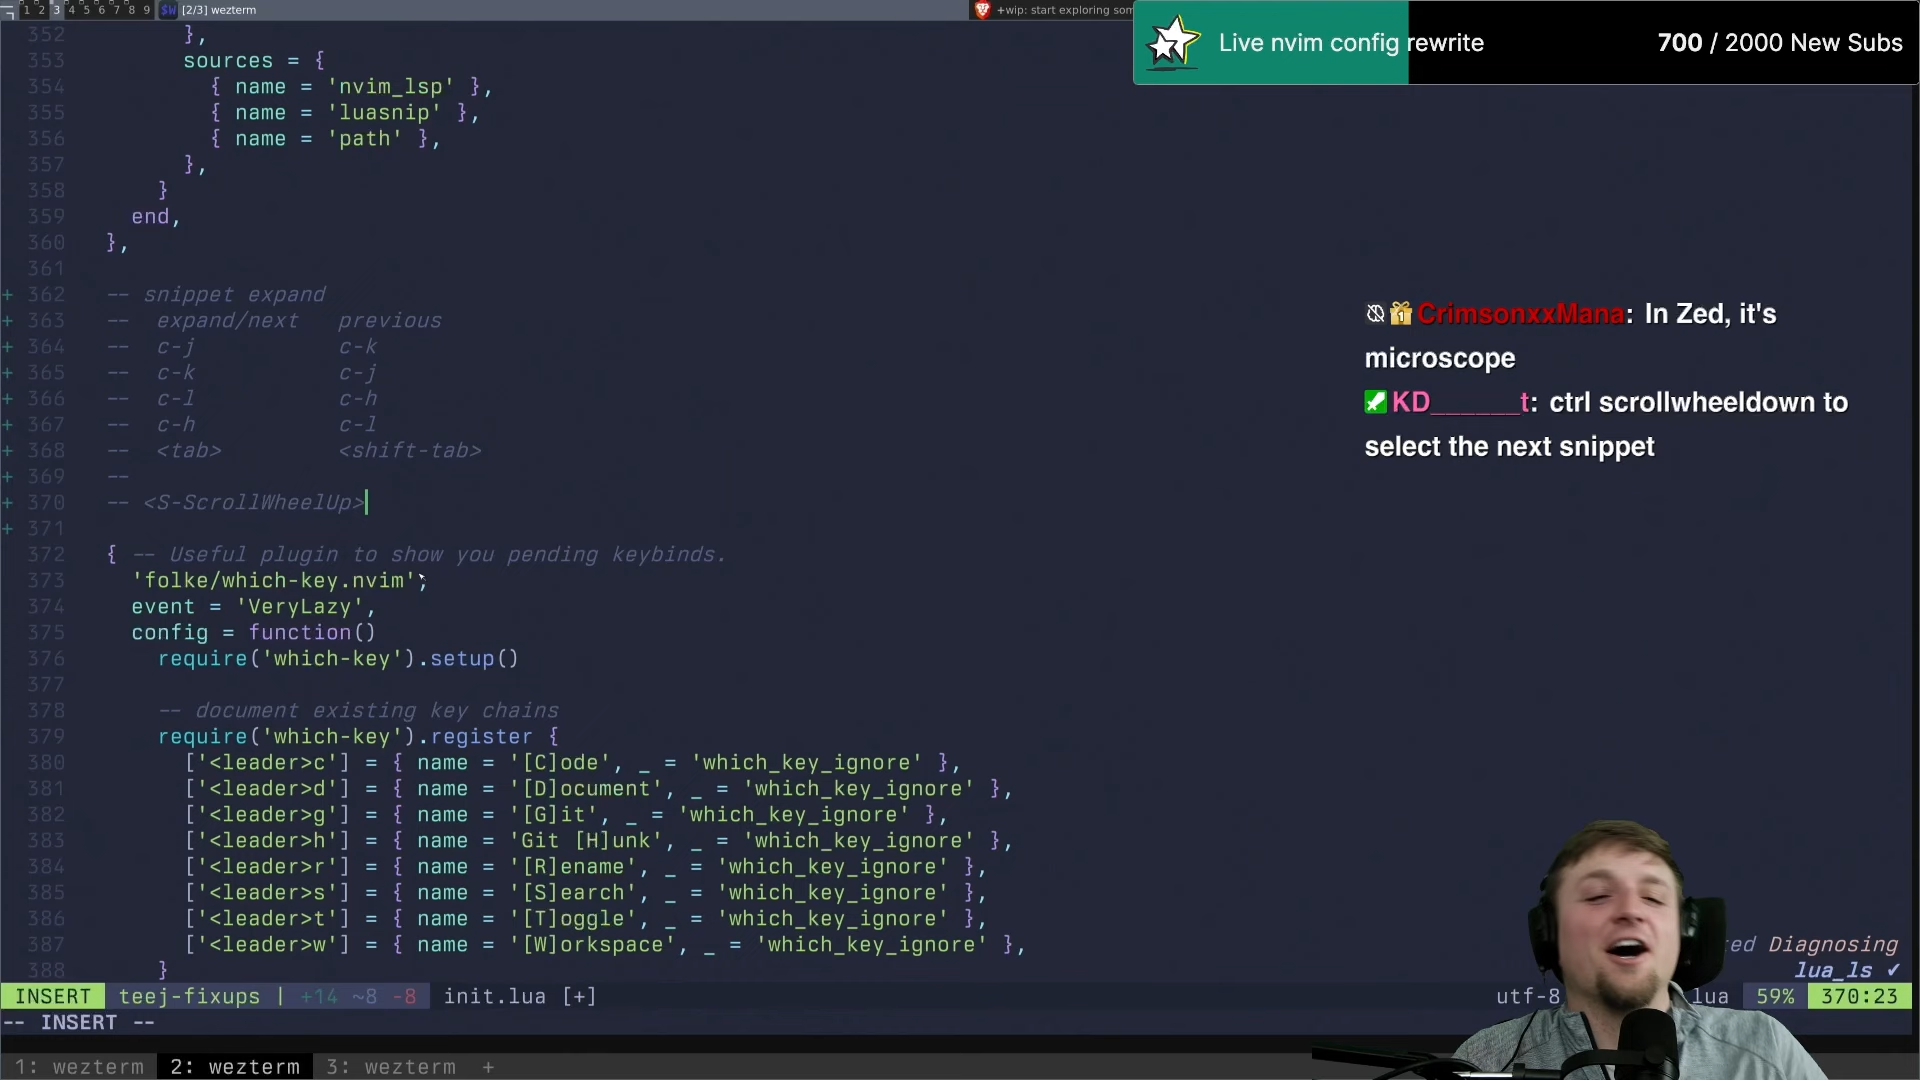 1 2 3 4 5 6 7 8 9 $W [2/3] wezterm +wip: start exploring som
Live nvim config rewrite 700 / 2000 New Subs
352 },
353 sources = {
354 { name = 'nvim_lsp' },
355 { name = 'luasnip' },
356 { name = 'path' },
357 },
358 }
359 end,
360 },
361
+ 362 -- snippet expand
+ 363 -- expand/next previous
+ 364 -- c-j c-k
+ 365 -- c-k c-j
+ 366 -- c-l c-h
+ 367 -- c-h c-l
+ 368 -- <tab> <shift-tab>
+ 369 --
+ 370 -- <S-ScrollWheelUp>
+ 371
372 { -- Useful plugin to show you pending keybinds.
373 'folke/which-key.nvim',
374 event = 'VeryLazy',
375 config = function()
376 require('which-key').setup()
377
378 -- document existing key chains
379 require('which-key').register {
380 ['<leader>c'] = { name = '[C]ode', _ = 'which_key_ignore' },
381 ['<leader>d'] = { name = '[D]ocument', _ = 'which_key_ignore' },
382 ['<leader>g'] = { name = '[G]it', _ = 'which_key_ignore' },
383 ['<leader>h'] = { name = 'Git [H]unk', _ = 'which_key_ignore' },
384 ['<leader>r'] = { name = '[R]ename', _ = 'which_key_ignore' },
385 ['<leader>s'] = { name = '[S]earch', _ = 'which_key_ignore' },
386 ['<leader>t'] = { name = '[T]oggle', _ = 'which_key_ignore' },
387 ['<leader>w'] = { name = '[W]orkspace', _ = 'which_key_ignore' },
388 }
CrimsonxxMana: In Zed, it's
microscope
KD______t: ctrl scrollwheeldown to
select the next snippet
ed Diagnosing
lua_ls ✓
INSERT teej-fixups | +14 ~8 -8 init.lua [+] utf-8 lua 59% 370:23
-- INSERT --
1: wezterm 2: wezterm 3: wezterm +